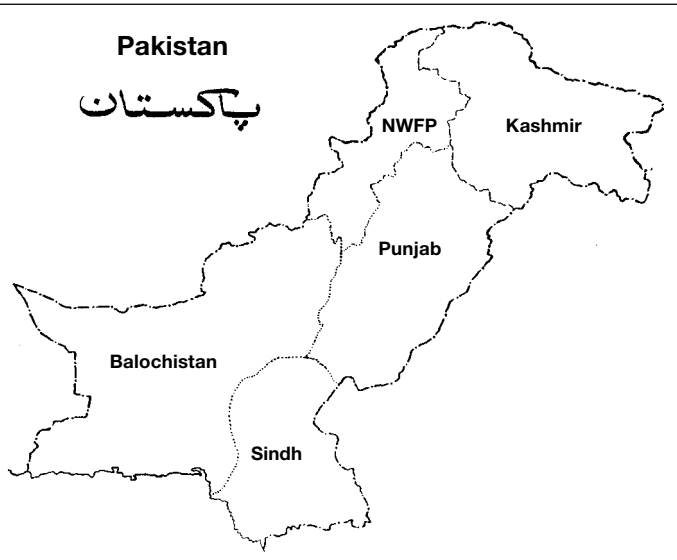 Pakistan
پاکستان
NWFP
Kashmir
Punjab
Balochistan
Sindh